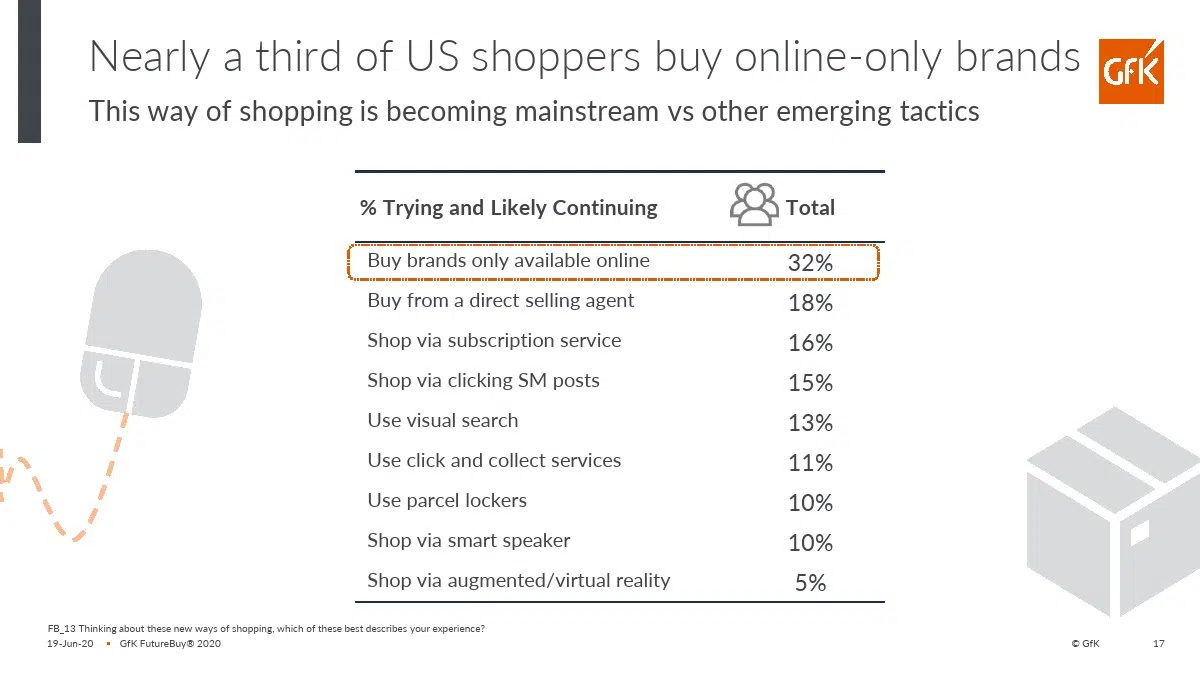 Nearly a third of US shoppers buy online-only brands
GfK
This way of shopping is becoming mainstream vs other emerging tactics
% Trying and Likely Continuing Total
Buy brands only available online 32%
Buy from a direct selling agent 18%
Shop via subscription service 16%
Shop via clicking SM posts 15%
Use visual search 13%
Use click and collect services 11%
Use parcel lockers 10%
Shop via smart speaker 10%
Shop via augmented/virtual reality 5%
FB_13 Thinking about these new ways of shopping, which of these best describes your experience?
19-Jun-20 • GfK FutureBuy® 2020 © GfK 17